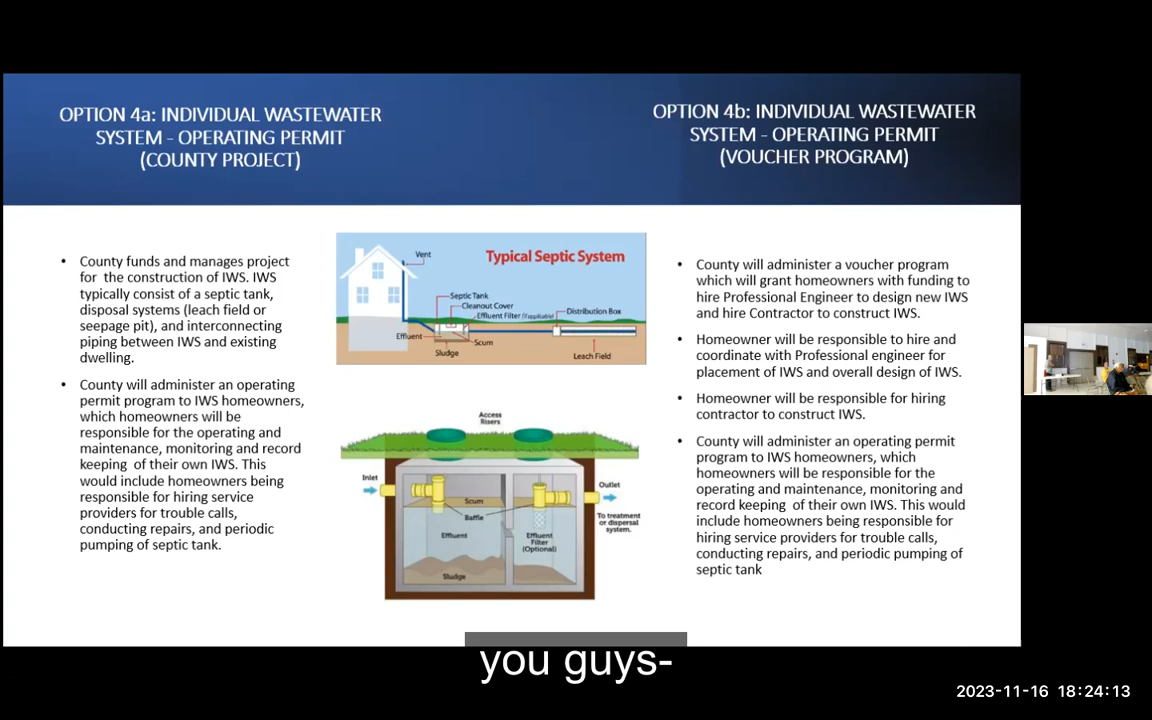 OPTION 4a: INDIVIDUAL WASTEWATER
SYSTEM - OPERATING PERMIT
(COUNTY PROJECT)
OPTION 4b: INDIVIDUAL WASTEWATER
SYSTEM - OPERATING PERMIT
(VOUCHER PROGRAM)
• County funds and manages project
for the construction of IWS. IWS
typically consist of a septic tank,
disposal systems (leach field or
seepage pit), and interconnecting
piping between IWS and existing
dwelling.
• County will administer an operating
permit program to IWS homeowners,
which homeowners will be
responsible for the operating and
maintenance, monitoring and record
keeping of their own IWS. This
would include homeowners being
responsible for hiring service
providers for trouble calls,
conducting repairs, and periodic
pumping of septic tank.
Typical Septic System
Vent
Septic Tank
Cleanout Cover
Effluent Filter (if applicable)
Distribution Box
Effluent
Scum
Sludge
Leach Field
Access
Risers
Inlet
Outlet
Scum
Baffle
To treatment
or dispersal
system.
Effluent
Effluent
Filter
(Optional)
Sludge
• County will administer a voucher program
which will grant homeowners with funding to
hire Professional Engineer to design new IWS
and hire Contractor to construct IWS.
• Homeowner will be responsible to hire and
coordinate with Professional engineer for
placement of IWS and overall design of IWS.
• Homeowner will be responsible for hiring
contractor to construct IWS.
• County will administer an operating permit
program to IWS homeowners, which
homeowners will be responsible for the
operating and maintenance, monitoring and
record keeping of their own IWS. This would
include homeowners being responsible for
hiring service providers for trouble calls,
conducting repairs, and periodic pumping of
septic tank
you guys-
2023-11-16 18:24:13